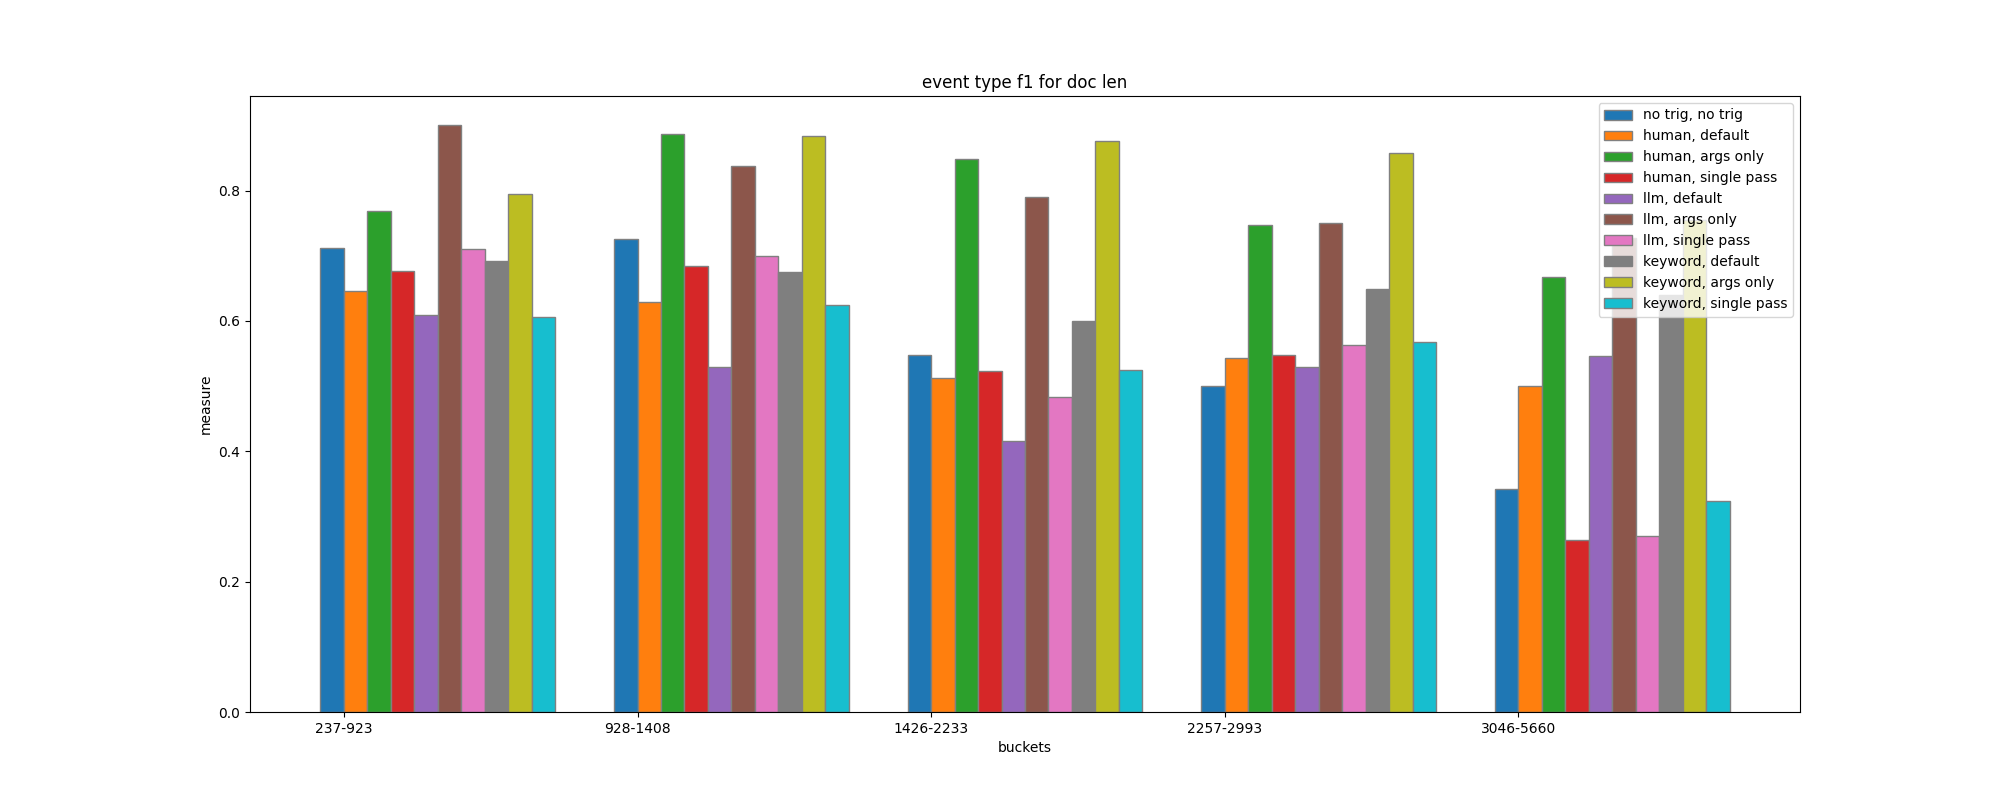 event type f1 for doc len
no trig, no trig
human, default
human, args only
human, single pass
llm, default
llm, args only
llm, single pass
keyword, default
keyword, args only
keyword, single pass
measure
0.8
0.6
0.4
0.2
0.0
237-923 928-1408 1426-2233 2257-2993 3046-5660
buckets